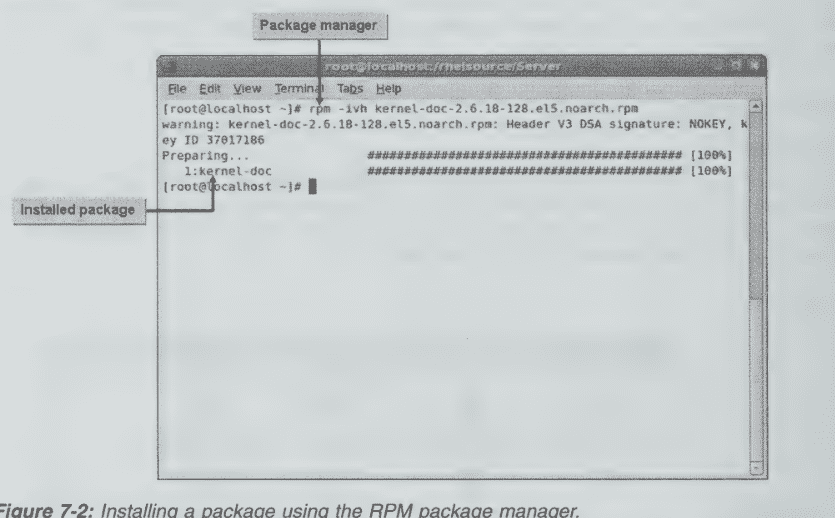 Package manager
root@localhost:/rhelsource/Server
File Edit View Terminal Tabs Help
[root@localhost ~]# rpm -ivh kernel-doc-2.6.18-128.el5.noarch.rpm
warning: kernel-doc-2.6.18-128.el5.noarch.rpm: Header V3 DSA signature: NOKEY, k
ey ID 37017186
Preparing... ########################################### [100%]
1:kernel-doc ########################################### [100%]
[root@localhost ~]#
Installed package
Figure 7-2: Installing a package using the RPM package manager.